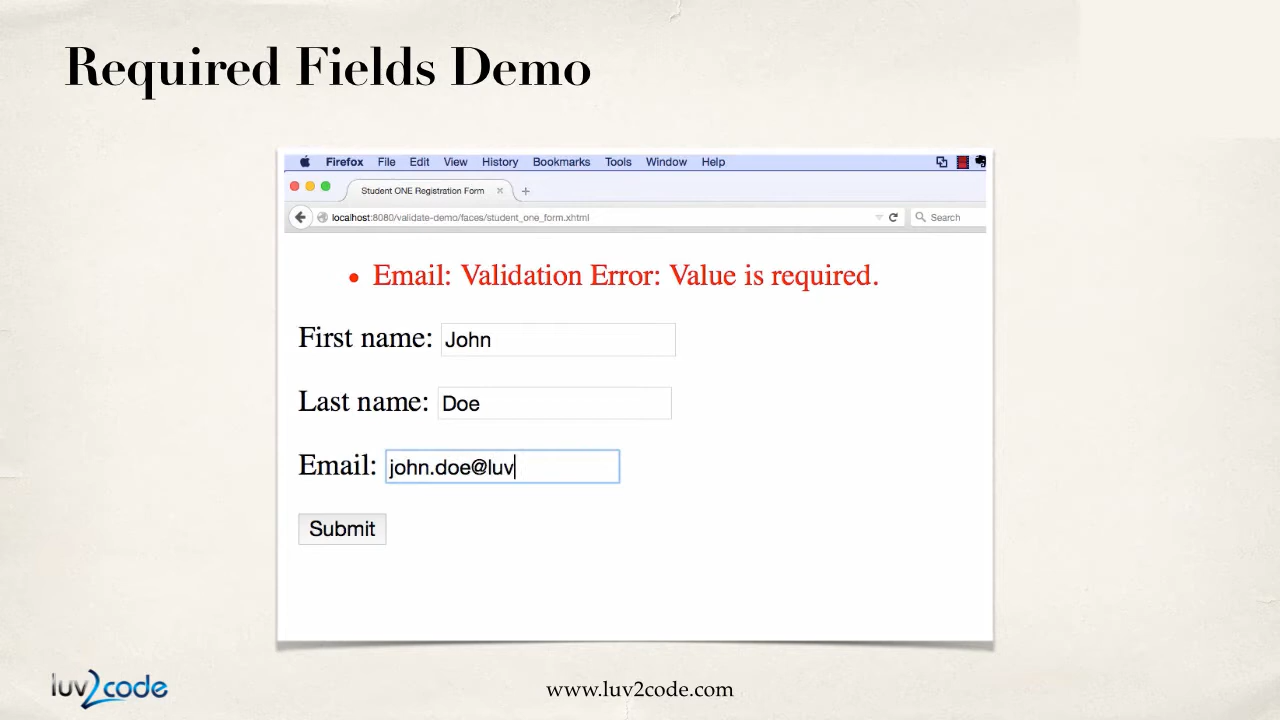 Required Fields Demo
Firefox File Edit View History Bookmarks Tools Window Help
Student ONE Registration Form
localhost:8080/validate-demo/faces/student_one_form.xhtml
Search
• Email: Validation Error: Value is required.
First name: John
Last name: Doe
Email: john.doe@luv
Submit
luv2code
www.luv2code.com